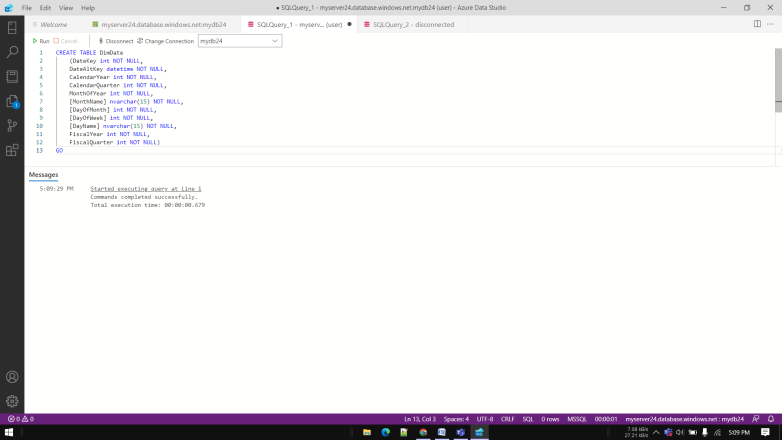 File Edit View Help
● SQLQuery_1 - myserver24.database.windows.net:mydb24 (user) - Azure Data Studio
Welcome
myserver24.database.windows.net:mydb24
SQLQuery_1 - myserv... (user) ●
SQLQuery_2 - disconnected
Run Cancel Disconnect Change Connection mydb24
1 CREATE TABLE DimDate
2 (DateKey int NOT NULL,
3 DateAltKey datetime NOT NULL,
4 CalendarYear int NOT NULL,
5 CalendarQuarter int NOT NULL,
6 MonthOfYear int NOT NULL,
7 [MonthName] nvarchar(15) NOT NULL,
8 [DayOfMonth] int NOT NULL,
9 [DayOfWeek] int NOT NULL,
10 [DayName] nvarchar(15) NOT NULL,
11 FiscalYear int NOT NULL,
12 FiscalQuarter int NOT NULL)
13 GO
1
Messages
5:09:29 PM Started executing query at Line 1
Commands completed successfully.
Total execution time: 00:00:00.679
0 0 Ln 13, Col 3 Spaces: 4 UTF-8 CRLF SQL 0 rows MSSQL 00:00:01 myserver24.database.windows.net : mydb24
7.08 kB/s
27.21 kB/s
5:09 PM